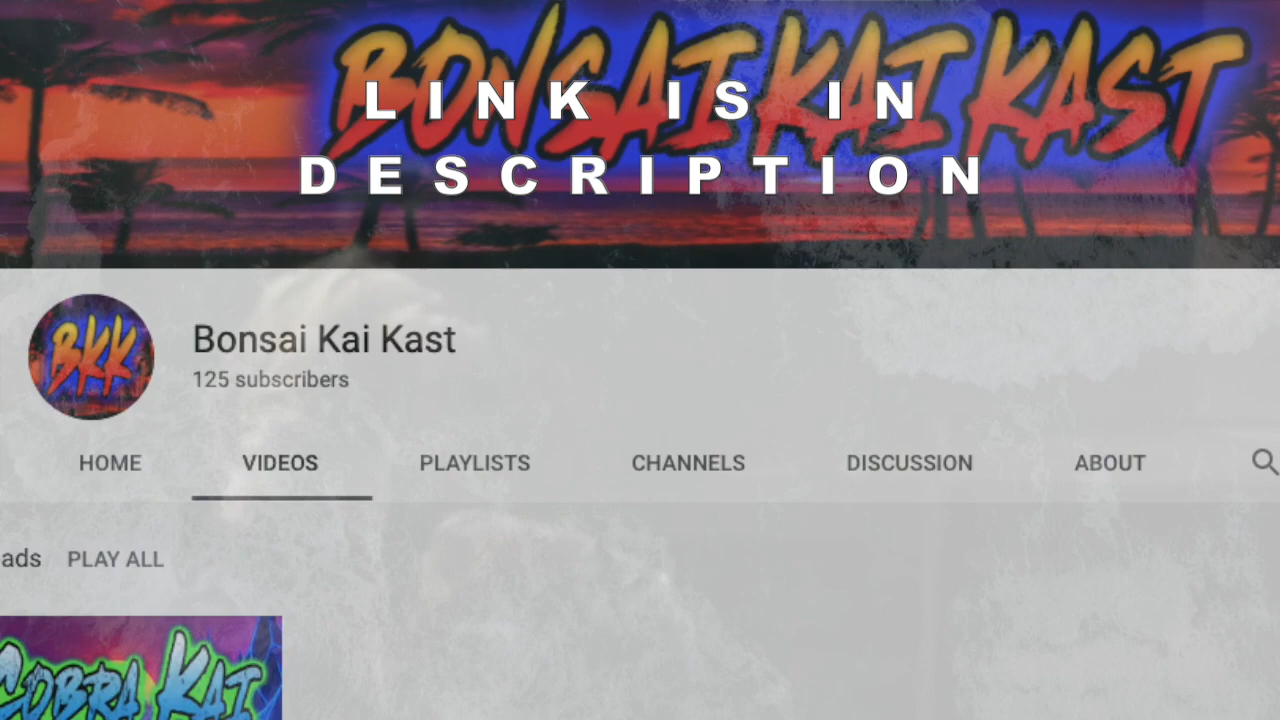 BONSAI KAI KAST
LINK IS IN
DESCRIPTION
BKK
Bonsai Kai Kast
125 subscribers
HOME VIDEOS PLAYLISTS CHANNELS DISCUSSION ABOUT
ads PLAY ALL
COBRA KAI